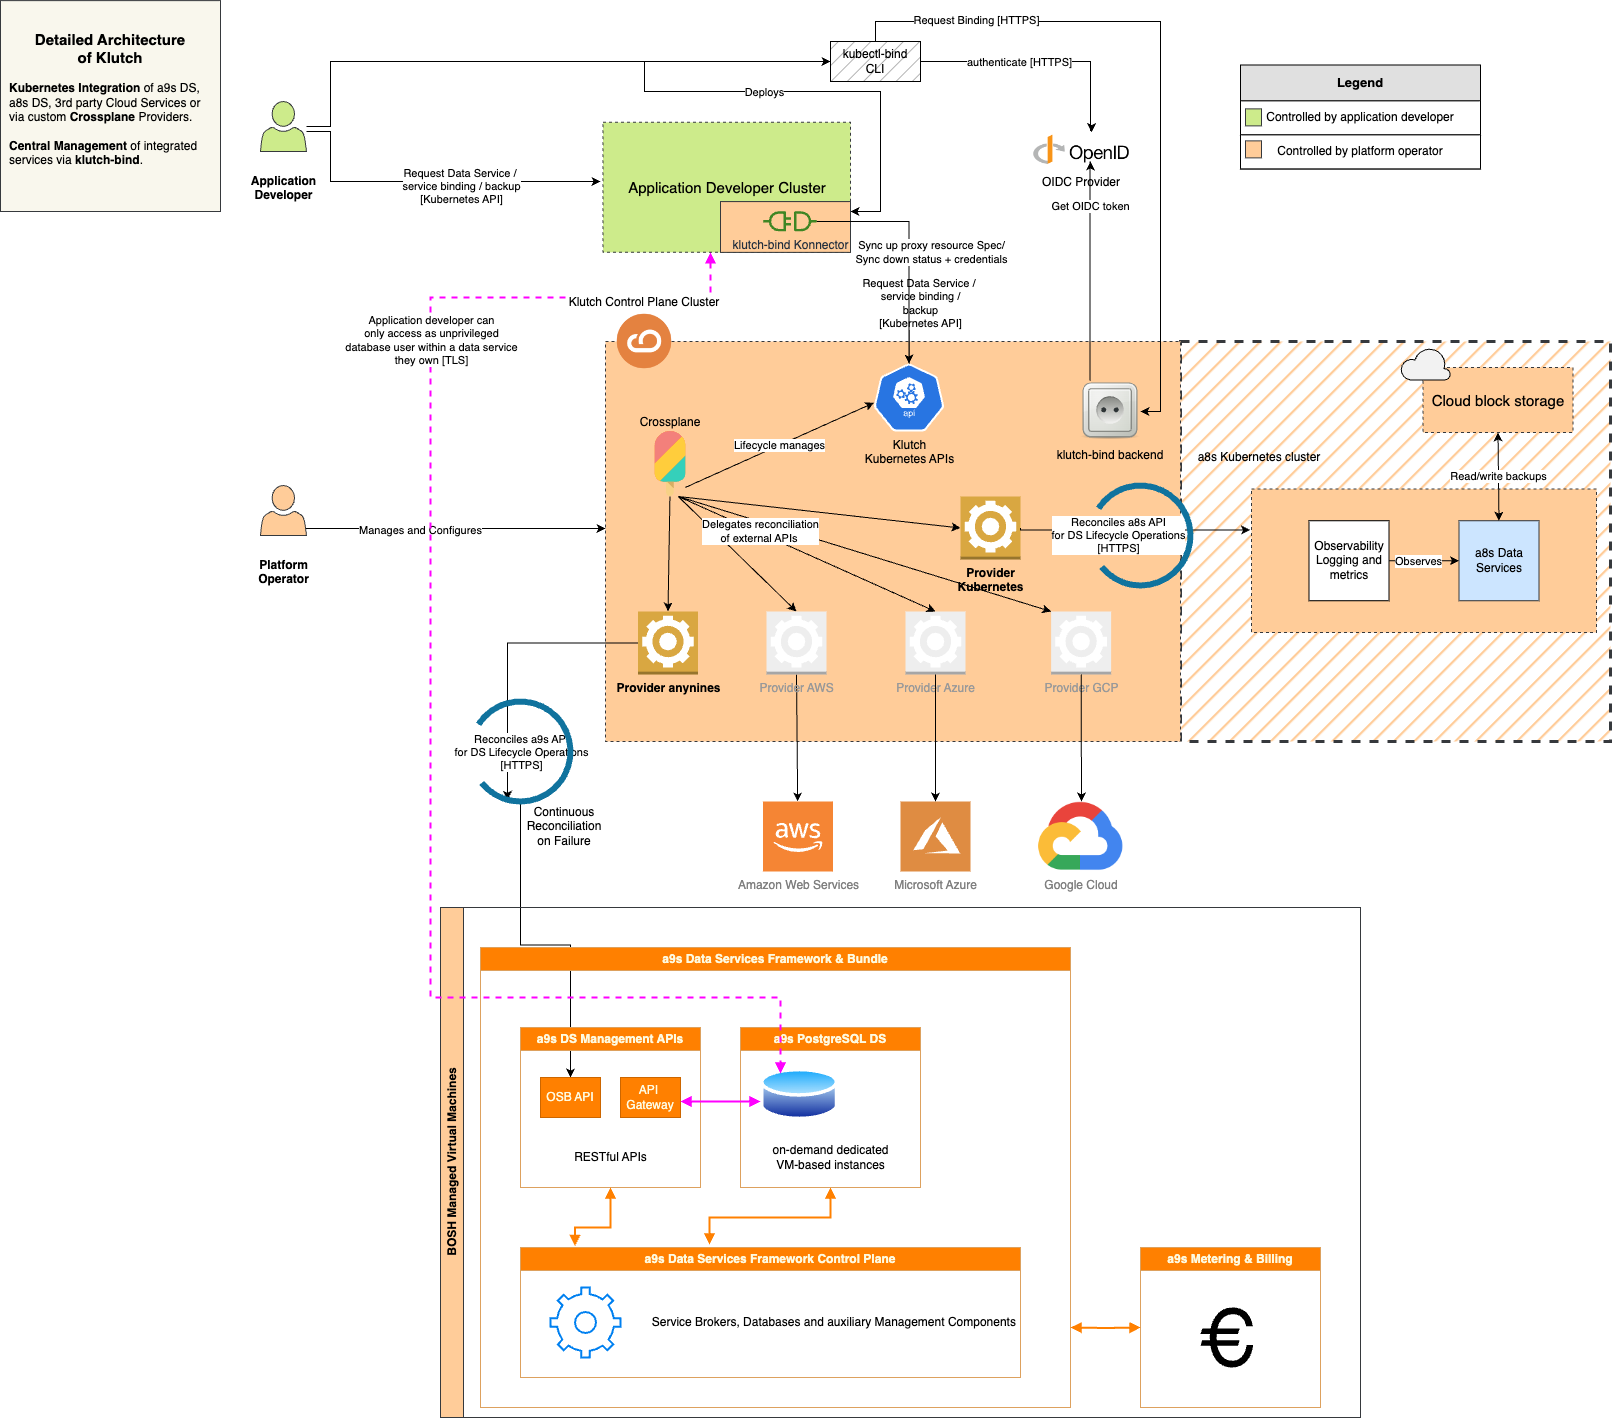 Detailed Architecture
of Klutch
Kubernetes Integration of a9s DS,
a8s DS, 3rd party Cloud Services or
via custom Crossplane Providers.
Central Management of integrated
services via klutch-bind.
Request Binding [HTTPS]
kubectl-bind
CLI
authenticate [HTTPS]
Deploys
Legend
Controlled by application developer
Controlled by platform operator
Application
Developer
Request Data Service /
service binding / backup
[Kubernetes API]
Application Developer Cluster
klutch-bind Konnector
OpenID
OIDC Provider
Get OIDC token
Sync up proxy resource Spec/
Sync down status + credentials
Request Data Service /
service binding /
backup
[Kubernetes API]
Klutch Control Plane Cluster
Application developer can
only access as unprivileged
database user within a data service
they own [TLS]
Crossplane
Lifecycle manages
api
Klutch
Kubernetes APIs
klutch-bind backend
a8s Kubernetes cluster
Cloud block storage
Read/write backups
Platform
Operator
Manages and Configures
Delegates reconciliation
of external APIs
Provider
Kubernetes
Reconciles a8s API
for DS Lifecycle Operations
[HTTPS]
Observability
Logging and
metrics
Observes
a8s Data
Services
Provider anynines
Provider AWS
Provider Azure
Provider GCP
Reconciles a9s API
for DS Lifecycle Operations
[HTTPS]
Continuous
Reconciliation
on Failure
aws
Amazon Web Services
Microsoft Azure
Google Cloud
BOSH Managed Virtual Machines
a9s Data Services Framework & Bundle
a9s DS Management APIs
OSB API
API
Gateway
RESTful APIs
a9s PostgreSQL DS
on-demand dedicated
VM-based instances
a9s Data Services Framework Control Plane
Service Brokers, Databases and auxiliary Management Components
a9s Metering & Billing
€